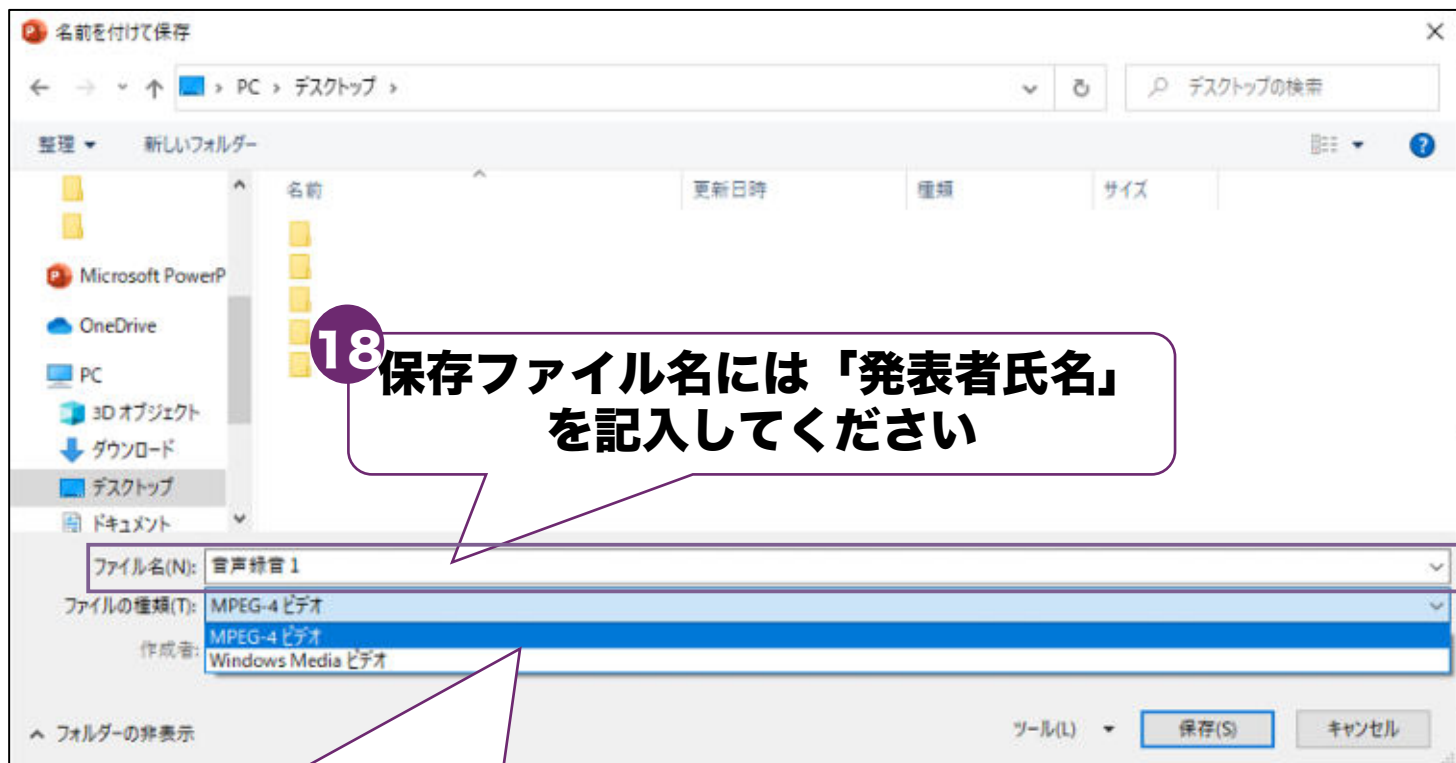 名前を付けて保存
PC › デスクトップ ›
デスクトップの検索
整理
新しいフォルダー
名前 更新日時 種類 サイズ
Microsoft PowerP
OneDrive
PC
3D オブジェクト
ダウンロード
デスクトップ
ドキュメント
18
保存ファイル名には「発表者氏名」
を記入してください
ファイル名(N): 音声録音 1
ファイルの種類(T): MPEG-4 ビデオ
MPEG-4 ビデオ
作成者:
Windows Media ビデオ
フォルダーの非表示
ツール(L) 保存(S) キャンセル